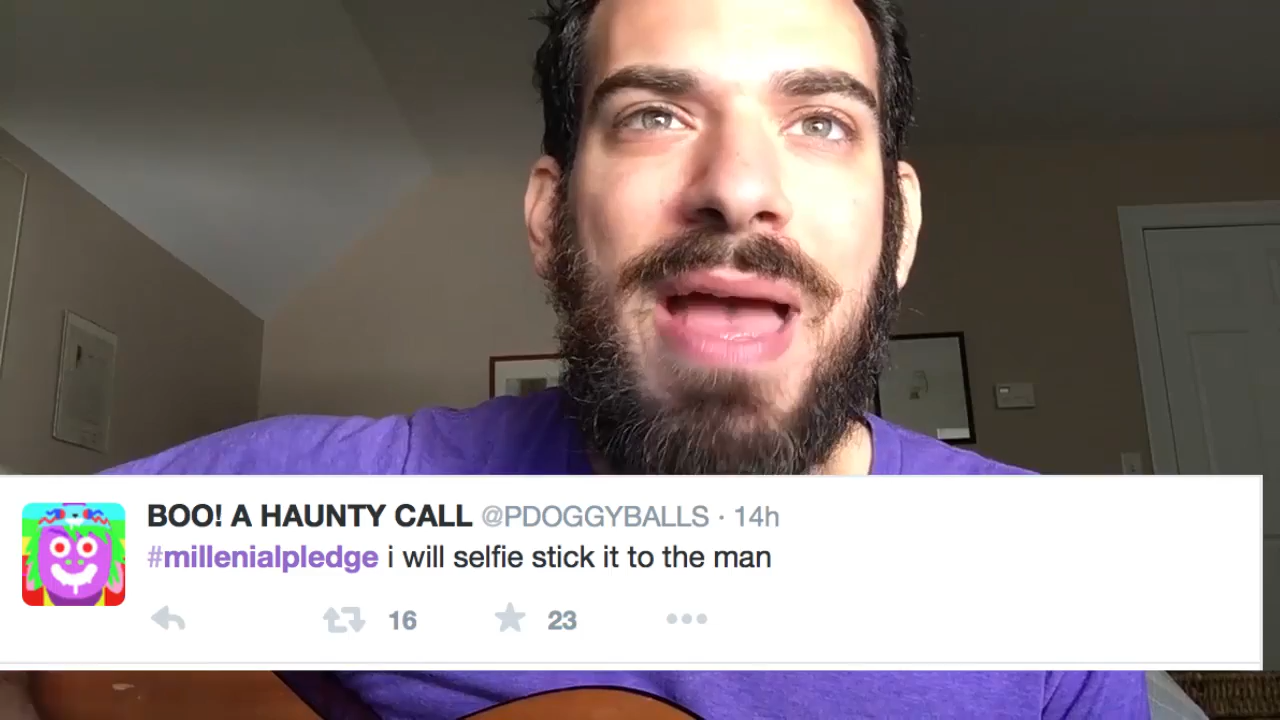 BOO! A HAUNTY CALL @PDOGGYBALLS · 14h
#millenialpledge i will selfie stick it to the man
16 23